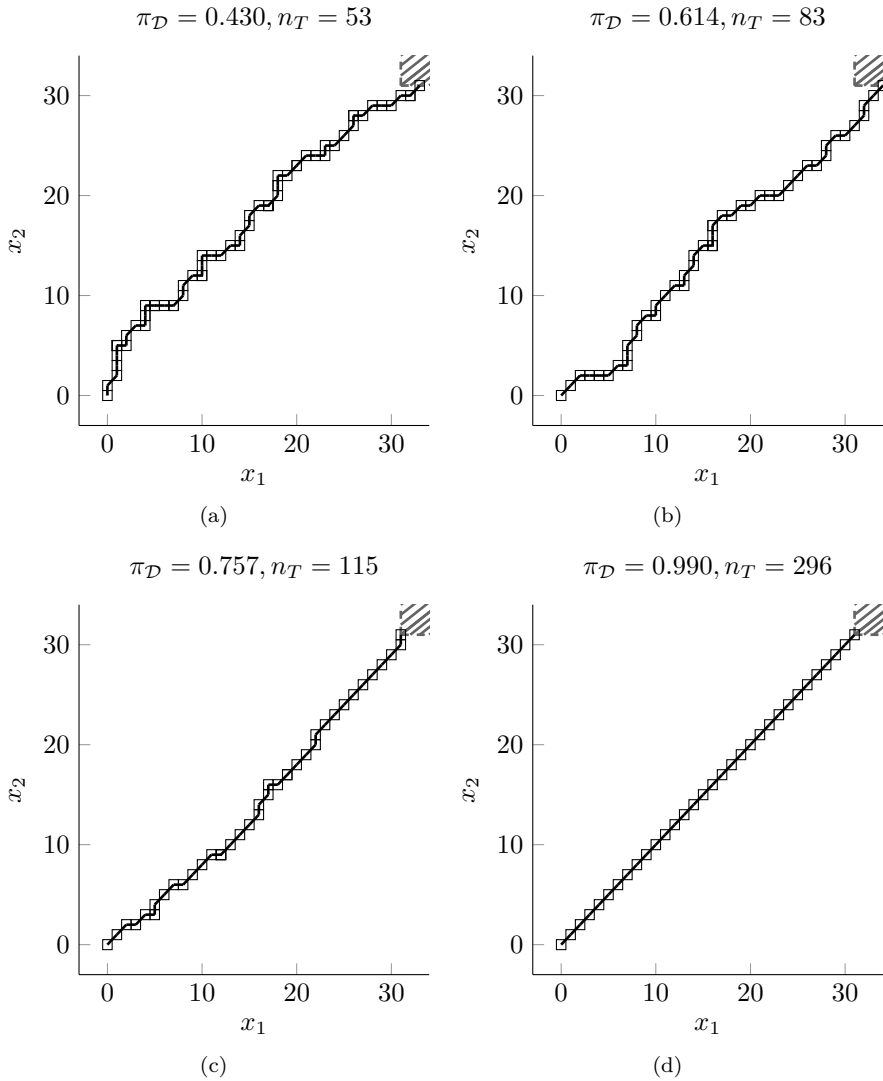 π_𝒟 = 0.430, n_T = 53
30
20
10
0
x_2
0 10 20 30
x_1
(a)
π_𝒟 = 0.614, n_T = 83
30
20
10
0
x_2
0 10 20 30
x_1
(b)
π_𝒟 = 0.757, n_T = 115
30
20
10
0
x_2
0 10 20 30
x_1
(c)
π_𝒟 = 0.990, n_T = 296
30
20
10
0
x_2
0 10 20 30
x_1
(d)